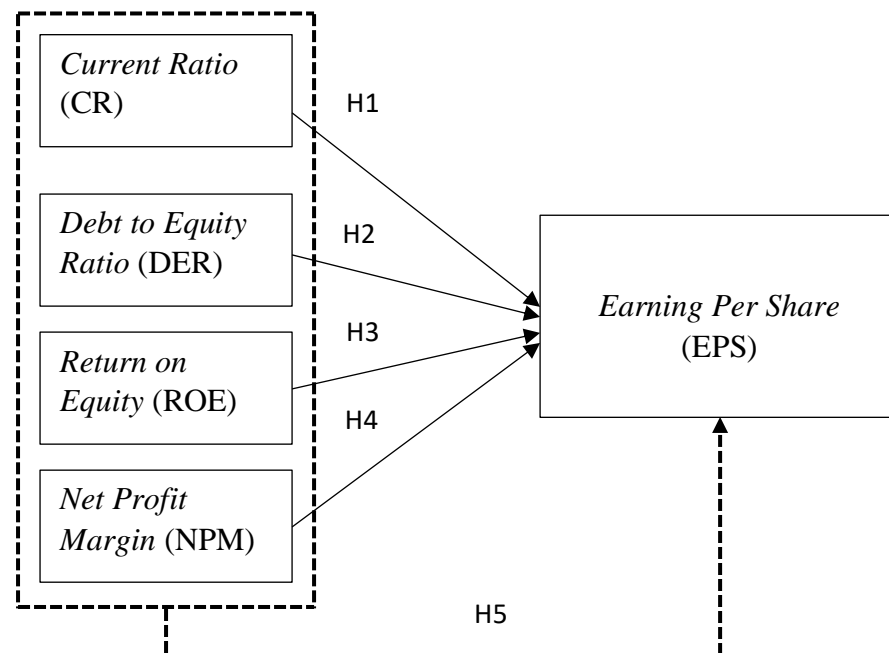 Current Ratio
(CR)
H1
Debt to Equity
Ratio (DER)
H2
Return on
Equity (ROE)
H3
H4
Net Profit
Margin (NPM)
Earning Per Share
(EPS)
H5